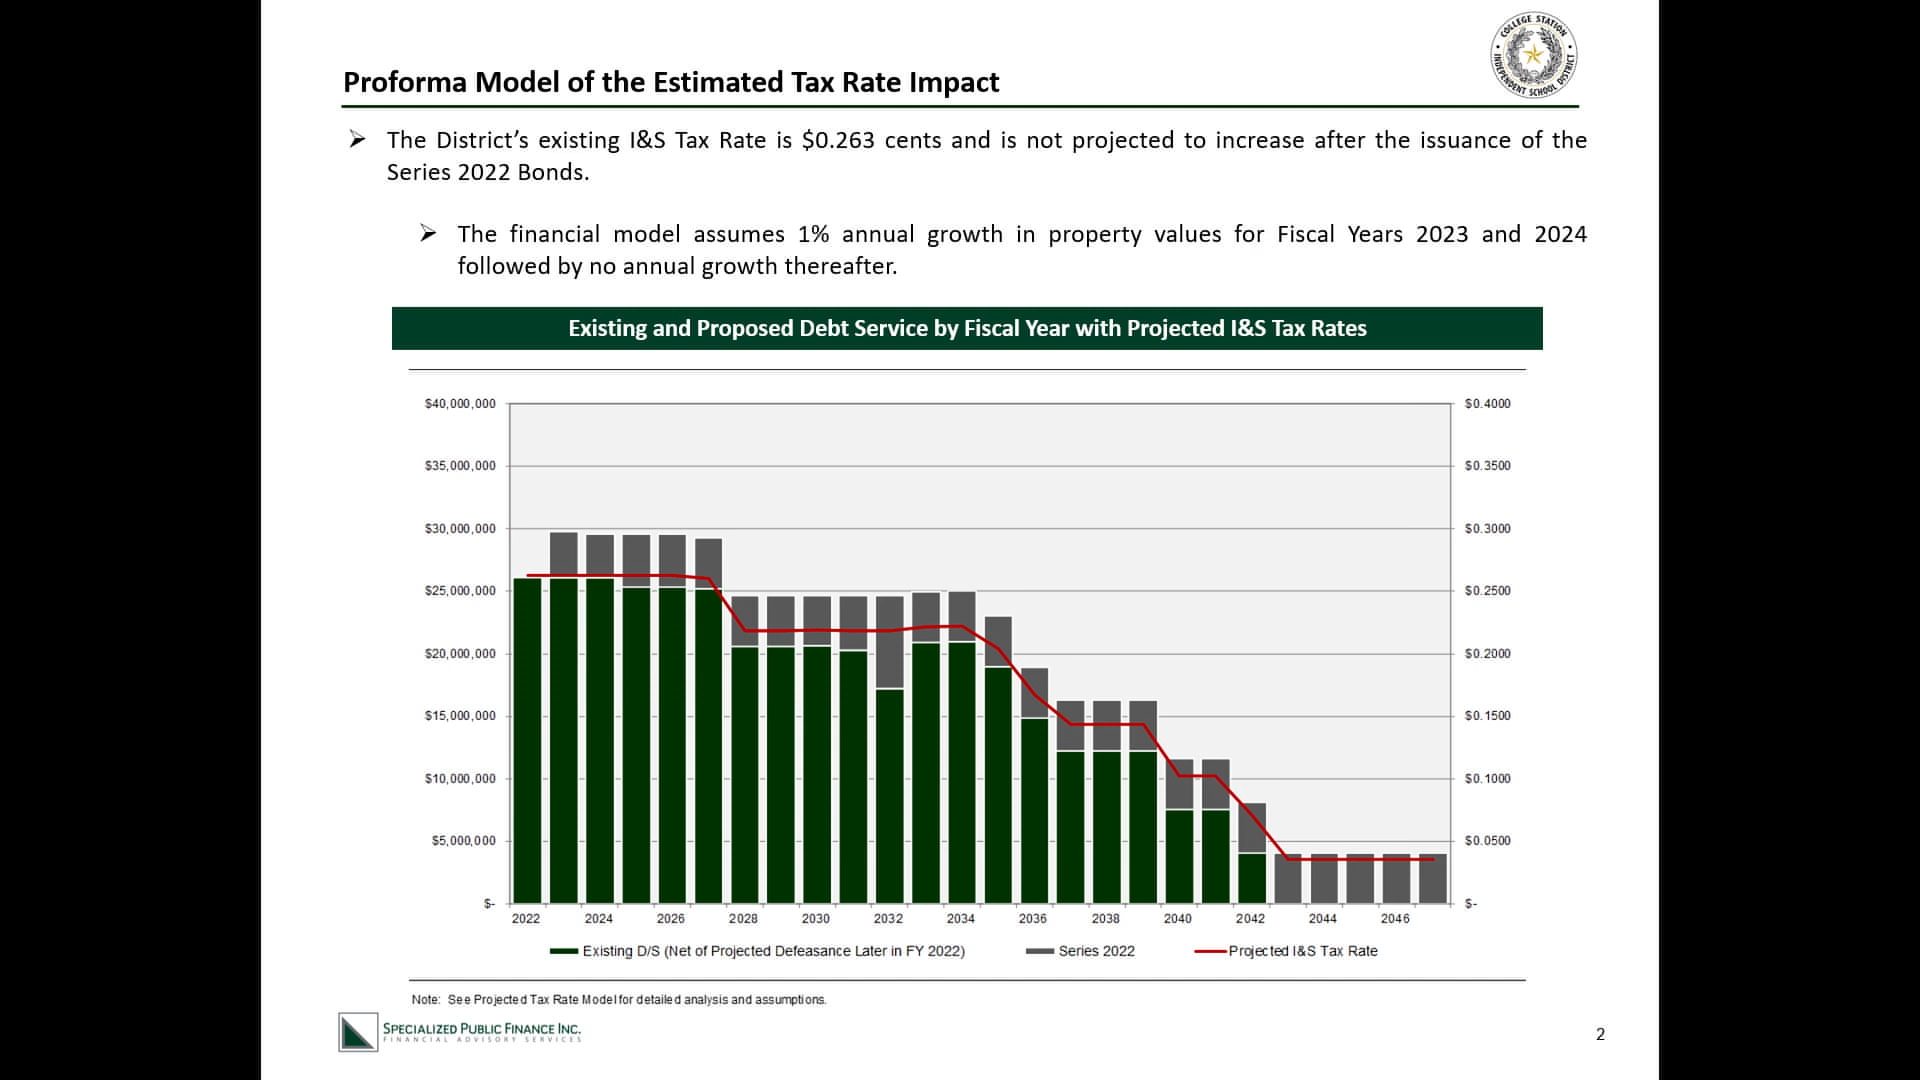 COLLEGE STATION
INDEPENDENT SCHOOL DISTRICT
Proforma Model of the Estimated Tax Rate Impact
The District’s existing I&S Tax Rate is $0.263 cents and is not projected to increase after the issuance of the
Series 2022 Bonds.
The financial model assumes 1% annual growth in property values for Fiscal Years 2023 and 2024
followed by no annual growth thereafter.
Existing and Proposed Debt Service by Fiscal Year with Projected I&S Tax Rates
$40,000,000 $0.4000
$35,000,000 $0.3500
$30,000,000 $0.3000
$25,000,000 $0.2500
$20,000,000 $0.2000
$15,000,000 $0.1500
$10,000,000 $0.1000
$5,000,000 $0.0500
$- $-
2022 2024 2026 2028 2030 2032 2034 2036 2038 2040 2042 2044 2046
Existing D/S (Net of Projected Defeasance Later in FY 2022) Series 2022 Projected I&S Tax Rate
Note: See Projected Tax Rate Model for detailed analysis and assumptions.
SPECIALIZED PUBLIC FINANCE INC.
FINANCIAL ADVISORY SERVICES
2